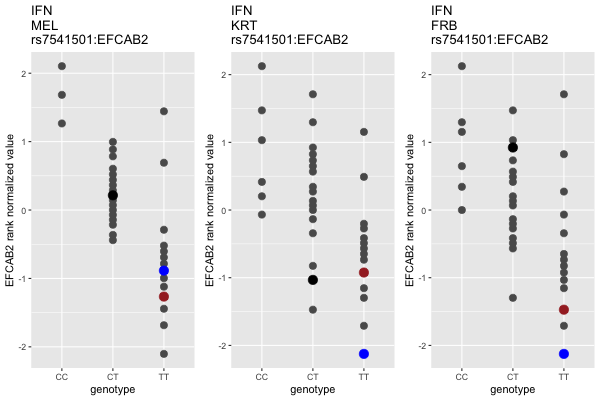 IFN
MEL
rs7541501:EFCAB2
EFCAB2 rank normalized value
2
1
0
-1
-2
CC CT TT
genotype
IFN
KRT
rs7541501:EFCAB2
EFCAB2 rank normalized value
2
1
0
-1
-2
CC CT TT
genotype
IFN
FRB
rs7541501:EFCAB2
EFCAB2 rank normalized value
2
1
0
-1
-2
CC CT TT
genotype